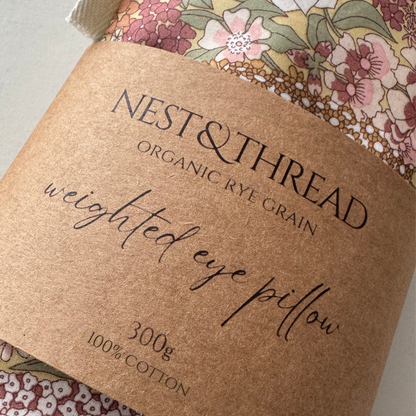 NEST&THREAD
ORGANIC RYE GRAIN
weighted eye pillow
300g
100% COTTON